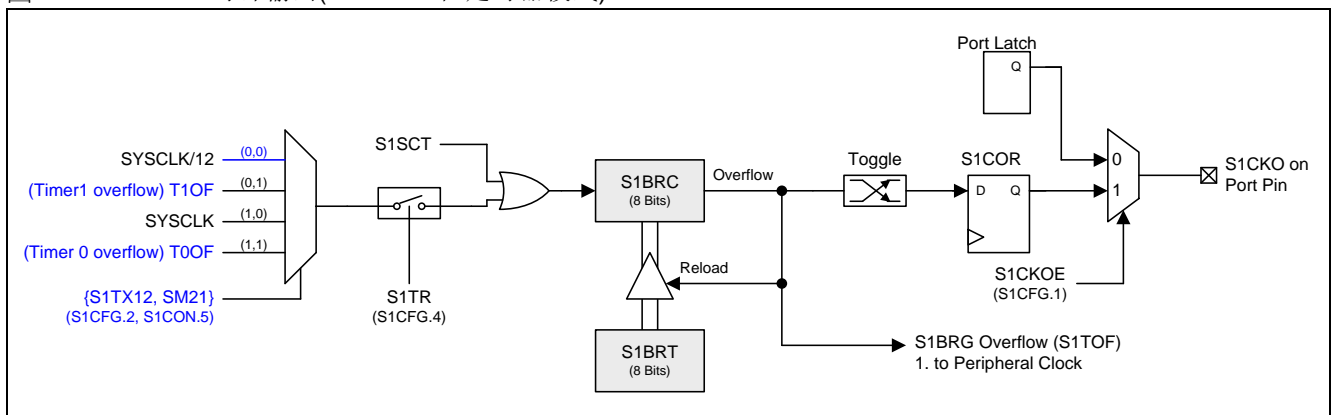 Port Latch
Q
SYSCLK/12
(0,0)
(Timer1 overflow) T1OF
(0,1)
SYSCLK
(1,0)
(Timer 0 overflow) T0OF
(1,1)
{S1TX12, SM21}
(S1CFG.2, S1CON.5)
S1TR
(S1CFG.4)
S1SCT
S1BRC
(8 Bits)
Overflow
Reload
S1BRT
(8 Bits)
Toggle
S1COR
D
Q
0
1
S1CKOE
(S1CFG.1)
S1CKO on
Port Pin
S1BRG Overflow (S1TOF)
1. to Peripheral Clock